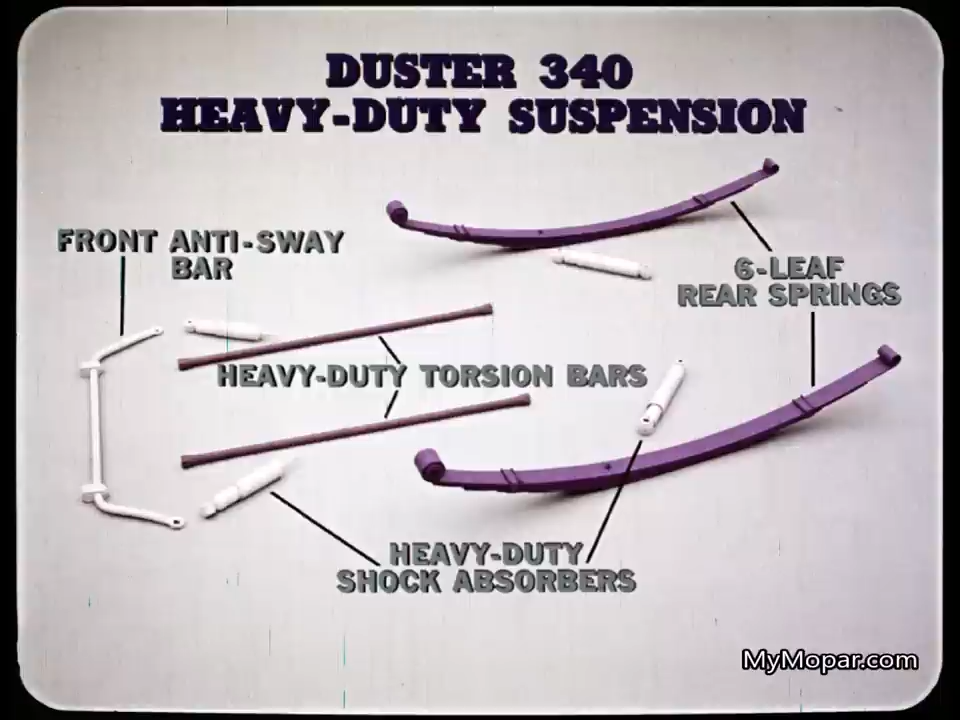 DUSTER 340
HEAVY-DUTY SUSPENSION
FRONT ANTI-SWAY
BAR
6-LEAF
REAR SPRINGS
HEAVY-DUTY TORSION BARS
HEAVY-DUTY
SHOCK ABSORBERS
MyMopar.com